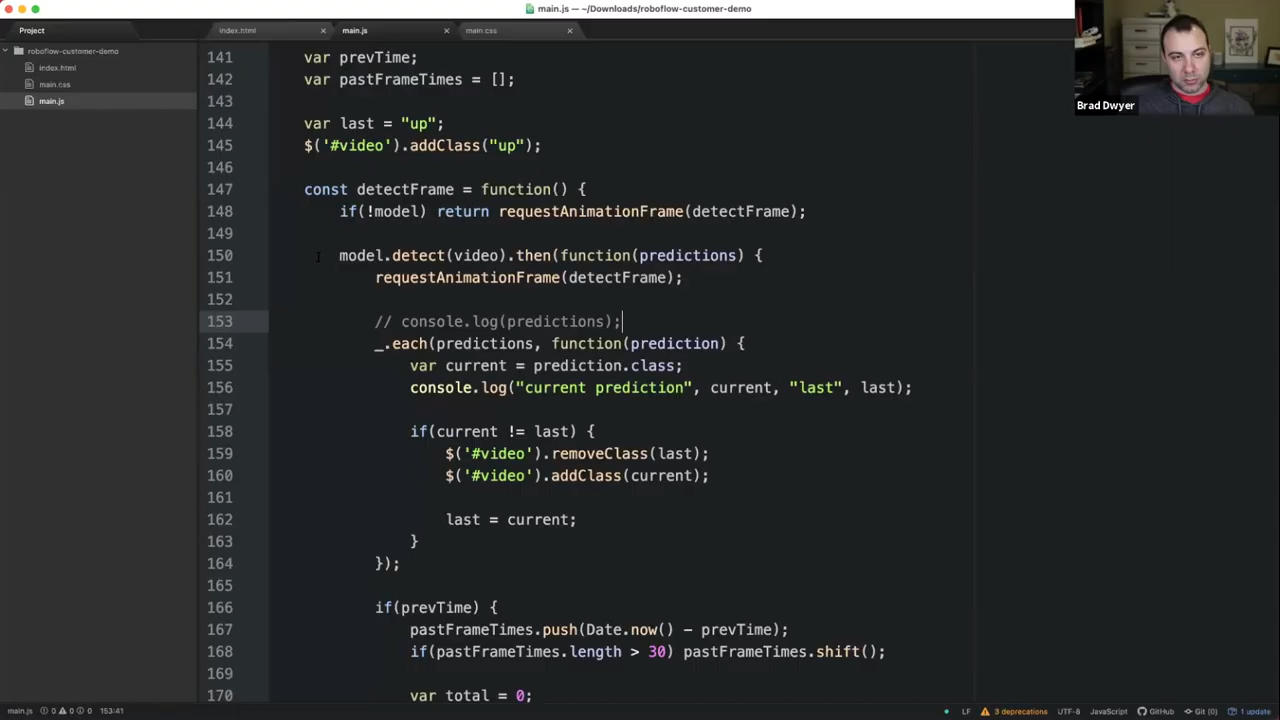 main.js — ~/Downloads/roboflow-customer-demo
Project
index.html
main.js
main.css
roboflow-customer-demo
index.html
main.css
main.js
Brad Dwyer
141 var prevTime;
142 var pastFrameTimes = [];
143
144 var last = "up";
145 $('#video').addClass("up");
146
147 const detectFrame = function() {
148 if(!model) return requestAnimationFrame(detectFrame);
149
150 model.detect(video).then(function(predictions) {
151 requestAnimationFrame(detectFrame);
152
153 // console.log(predictions);
154 _.each(predictions, function(prediction) {
155 var current = prediction.class;
156 console.log("current prediction", current, "last", last);
157
158 if(current != last) {
159 $('#video').removeClass(last);
160 $('#video').addClass(current);
161
162 last = current;
163 }
164 });
165
166 if(prevTime) {
167 pastFrameTimes.push(Date.now() - prevTime);
168 if(pastFrameTimes.length > 30) pastFrameTimes.shift();
169
170 var total = 0;
main.js 0 0 0 153:41
LF 3 deprecations UTF-8 JavaScript GitHub Git (0) 1 update